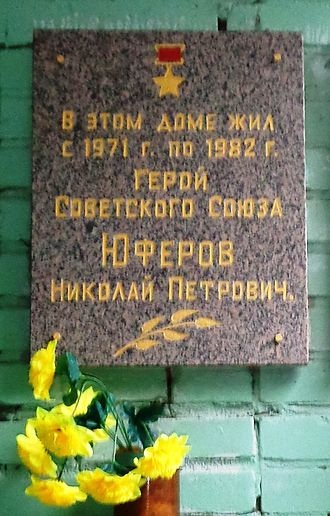 В этом доме жил
с 1971 г. по 1982 г.
Герой
Советского Союза
Юферов
Николай Петрович.